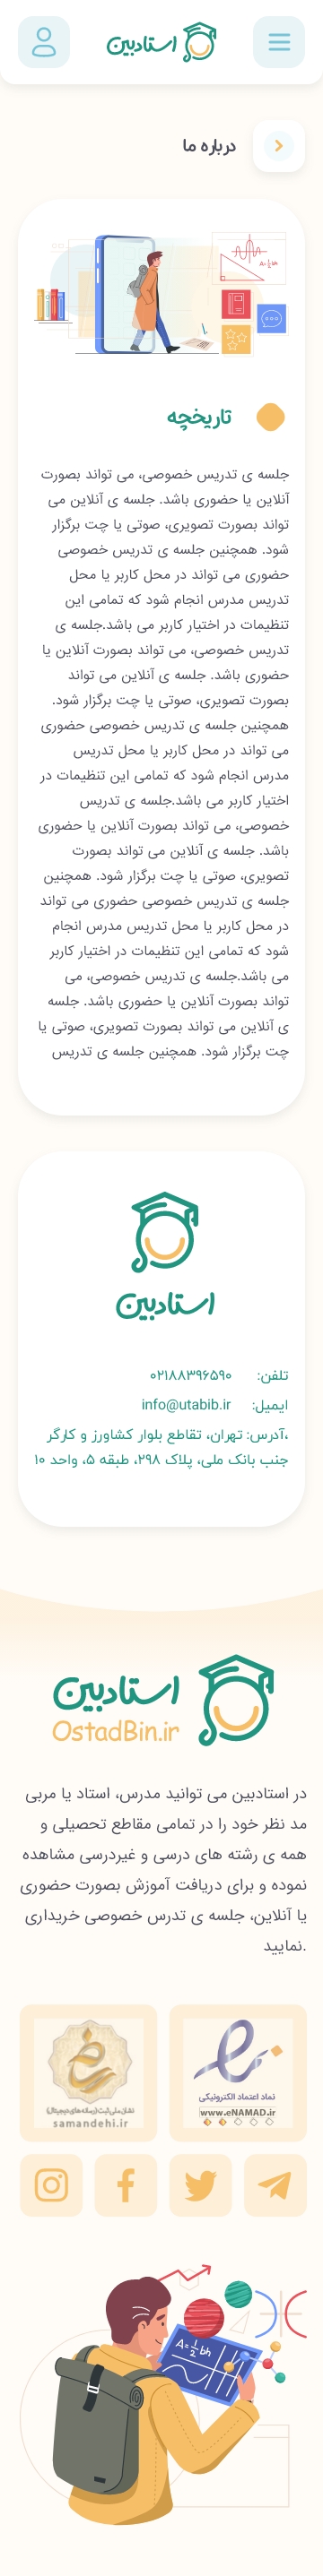 استادبین
درباره ما
A=½bh
تاریخچه
جلسه ی تدریس خصوصی، می تواند بصورت
آنلاین یا حضوری باشد. جلسه ی آنلاین می
تواند بصورت تصویری، صوتی یا چت برگزار
شود. همچنین جلسه ی تدریس خصوصی
حضوری می تواند در محل کاربر یا محل
تدریس مدرس انجام شود که تمامی این
تنظیمات در اختیار کاربر می باشد.جلسه ی
تدریس خصوصی، می تواند بصورت آنلاین یا
حضوری باشد. جلسه ی آنلاین می تواند
بصورت تصویری، صوتی یا چت برگزار شود.
همچنین جلسه ی تدریس خصوصی حضوری
می تواند در محل کاربر یا محل تدریس
مدرس انجام شود که تمامی این تنظیمات در
اختیار کاربر می باشد.جلسه ی تدریس
خصوصی، می تواند بصورت آنلاین یا حضوری
باشد. جلسه ی آنلاین می تواند بصورت
تصویری، صوتی یا چت برگزار شود. همچنین
جلسه ی تدریس خصوصی حضوری می تواند
در محل کاربر یا محل تدریس مدرس انجام
شود که تمامی این تنظیمات در اختیار کاربر
می باشد.جلسه ی تدریس خصوصی، می
تواند بصورت آنلاین یا حضوری باشد. جلسه
ی آنلاین می تواند بصورت تصویری، صوتی یا
چت برگزار شود. همچنین جلسه ی تدریس
استادبین
تلفن: ۰۲۱۸۸۳۹۶۵۹۰
ایمیل: info@utabib.ir
،آدرس: تهران، تقاطع بلوار کشاورز و کارگر
جنب بانک ملی، پلاک ۲۹۸، طبقه ۵، واحد ۱۰
استادبین
OstadBin.ir
در استادبین می توانید مدرس، استاد یا مربی
مد نظر خود را در تمامی مقاطع تحصیلی و
همه ی رشته های درسی و غیردرسی مشاهده
نموده و برای دریافت آموزش بصورت حضوری
یا آنلاین، جلسه ی تدرس خصوصی خریداری
.نمایید
نماد اعتماد الکترونیکی
www.eNAMAD.ir
نشان ملی ثبت (رسانه‌های دیجیتال)
samandehi.ir
A=½bh